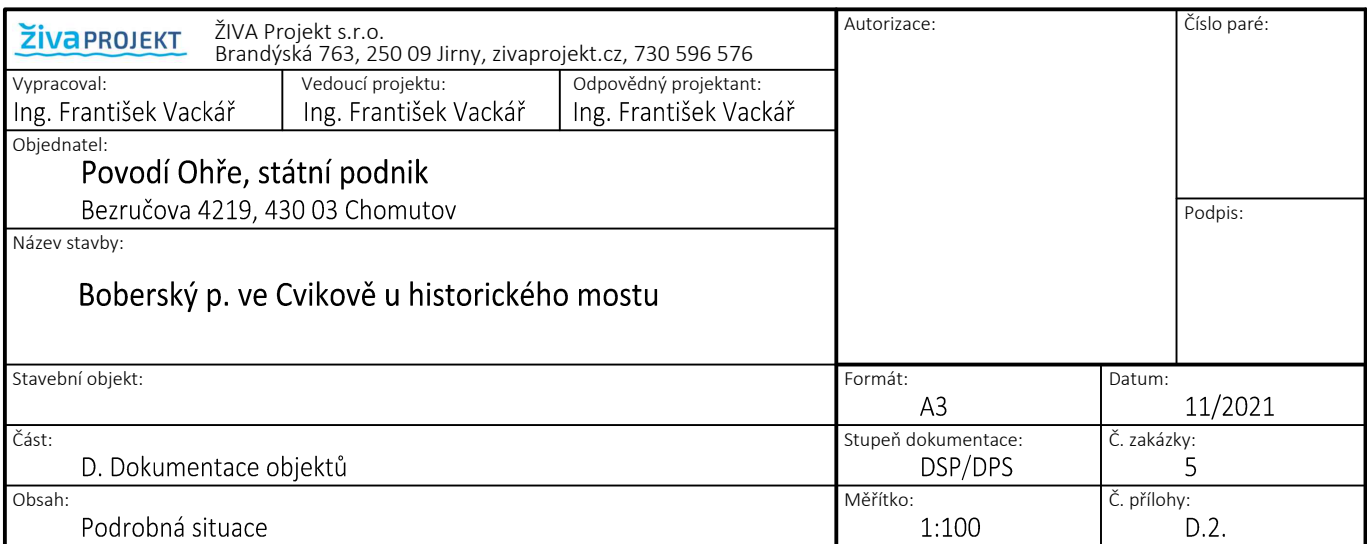 živa PROJEKT
ŽIVA Projekt s.r.o.
Brandýská 763, 250 09 Jirny, zivaprojekt.cz, 730 596 576
Autorizace:
Číslo paré:
Vypracoval:
Ing. František Vackář
Vedoucí projektu:
Ing. František Vackář
Odpovědný projektant:
Ing. František Vackář
Objednatel:
Povodí Ohře, státní podnik
Bezručova 4219, 430 03 Chomutov
Podpis:
Název stavby:
Boberský p. ve Cvikově u historického mostu
Stavební objekt:
Formát:
A3
Datum:
11/2021
Část:
D. Dokumentace objektů
Stupeň dokumentace:
DSP/DPS
Č. zakázky:
5
Obsah:
Podrobná situace
Měřítko:
1:100
Č. přílohy:
D.2.